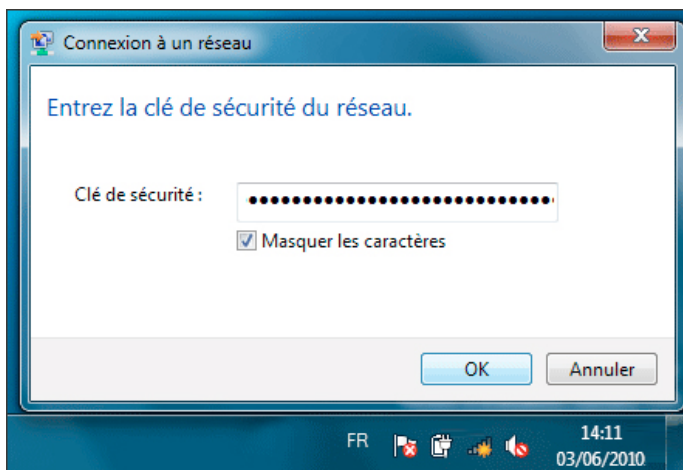 Connexion à un réseau
Entrez la clé de sécurité du réseau.
Clé de sécurité :
••••••••••••••••••••••••••••••
Masquer les caractères
OK
Annuler
FR
14:11
03/06/2010